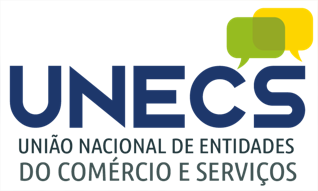 UNECS
UNIÃO NACIONAL DE ENTIDADES
DO COMÉRCIO E SERVIÇOS